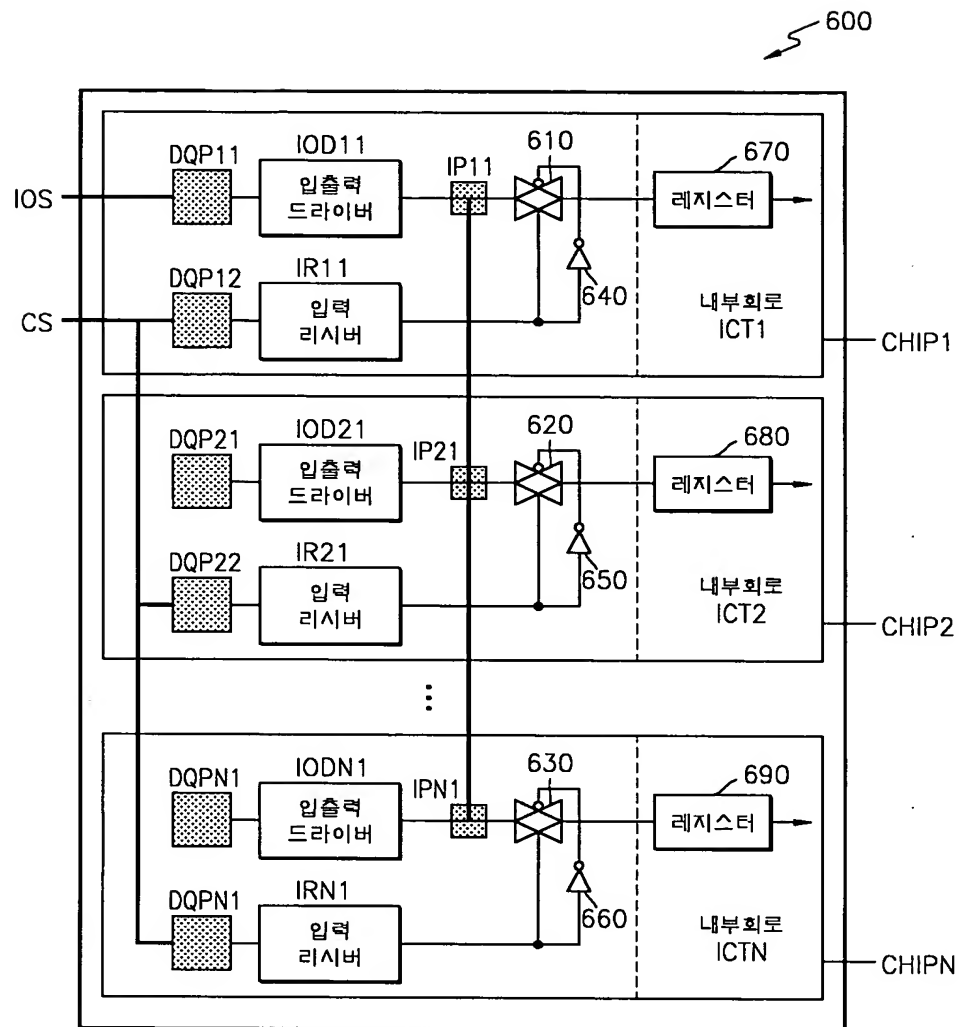 600
IOS
DQP11
IOD11
입출력
드라이버
IP11
610
670
레지스터
CS
DQP12
IR11
입력
리시버
640
내부회로
ICT1
CHIP1
DQP21
IOD21
입출력
드라이버
IP21
620
680
레지스터
DQP22
IR21
입력
리시버
650
내부회로
ICT2
CHIP2
...
DQPN1
IODN1
입출력
드라이버
IPN1
630
690
레지스터
DQPN1
IRN1
입력
리시버
660
내부회로
ICTN
CHIPN